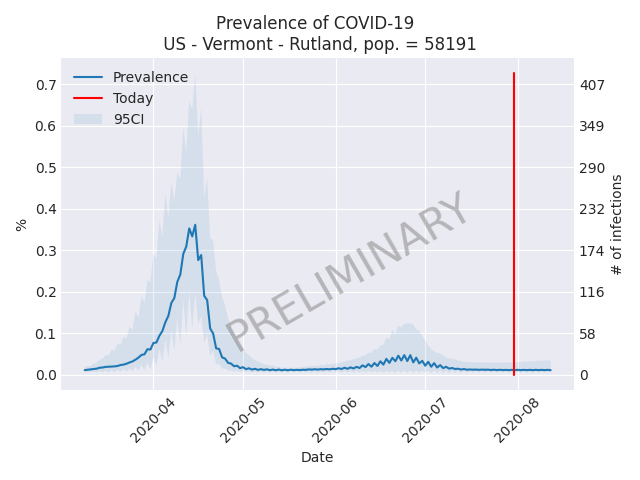 Prevalence of COVID-19
US - Vermont - Rutland, pop. = 58191
Prevalence
Today
95CI
0.7
0.6
0.5
0.4
0.3
0.2
0.1
0.0
%
407
349
290
232
174
116
58
0
# of infections
PRELIMINARY
2020-04
2020-05
2020-06
2020-07
2020-08
Date